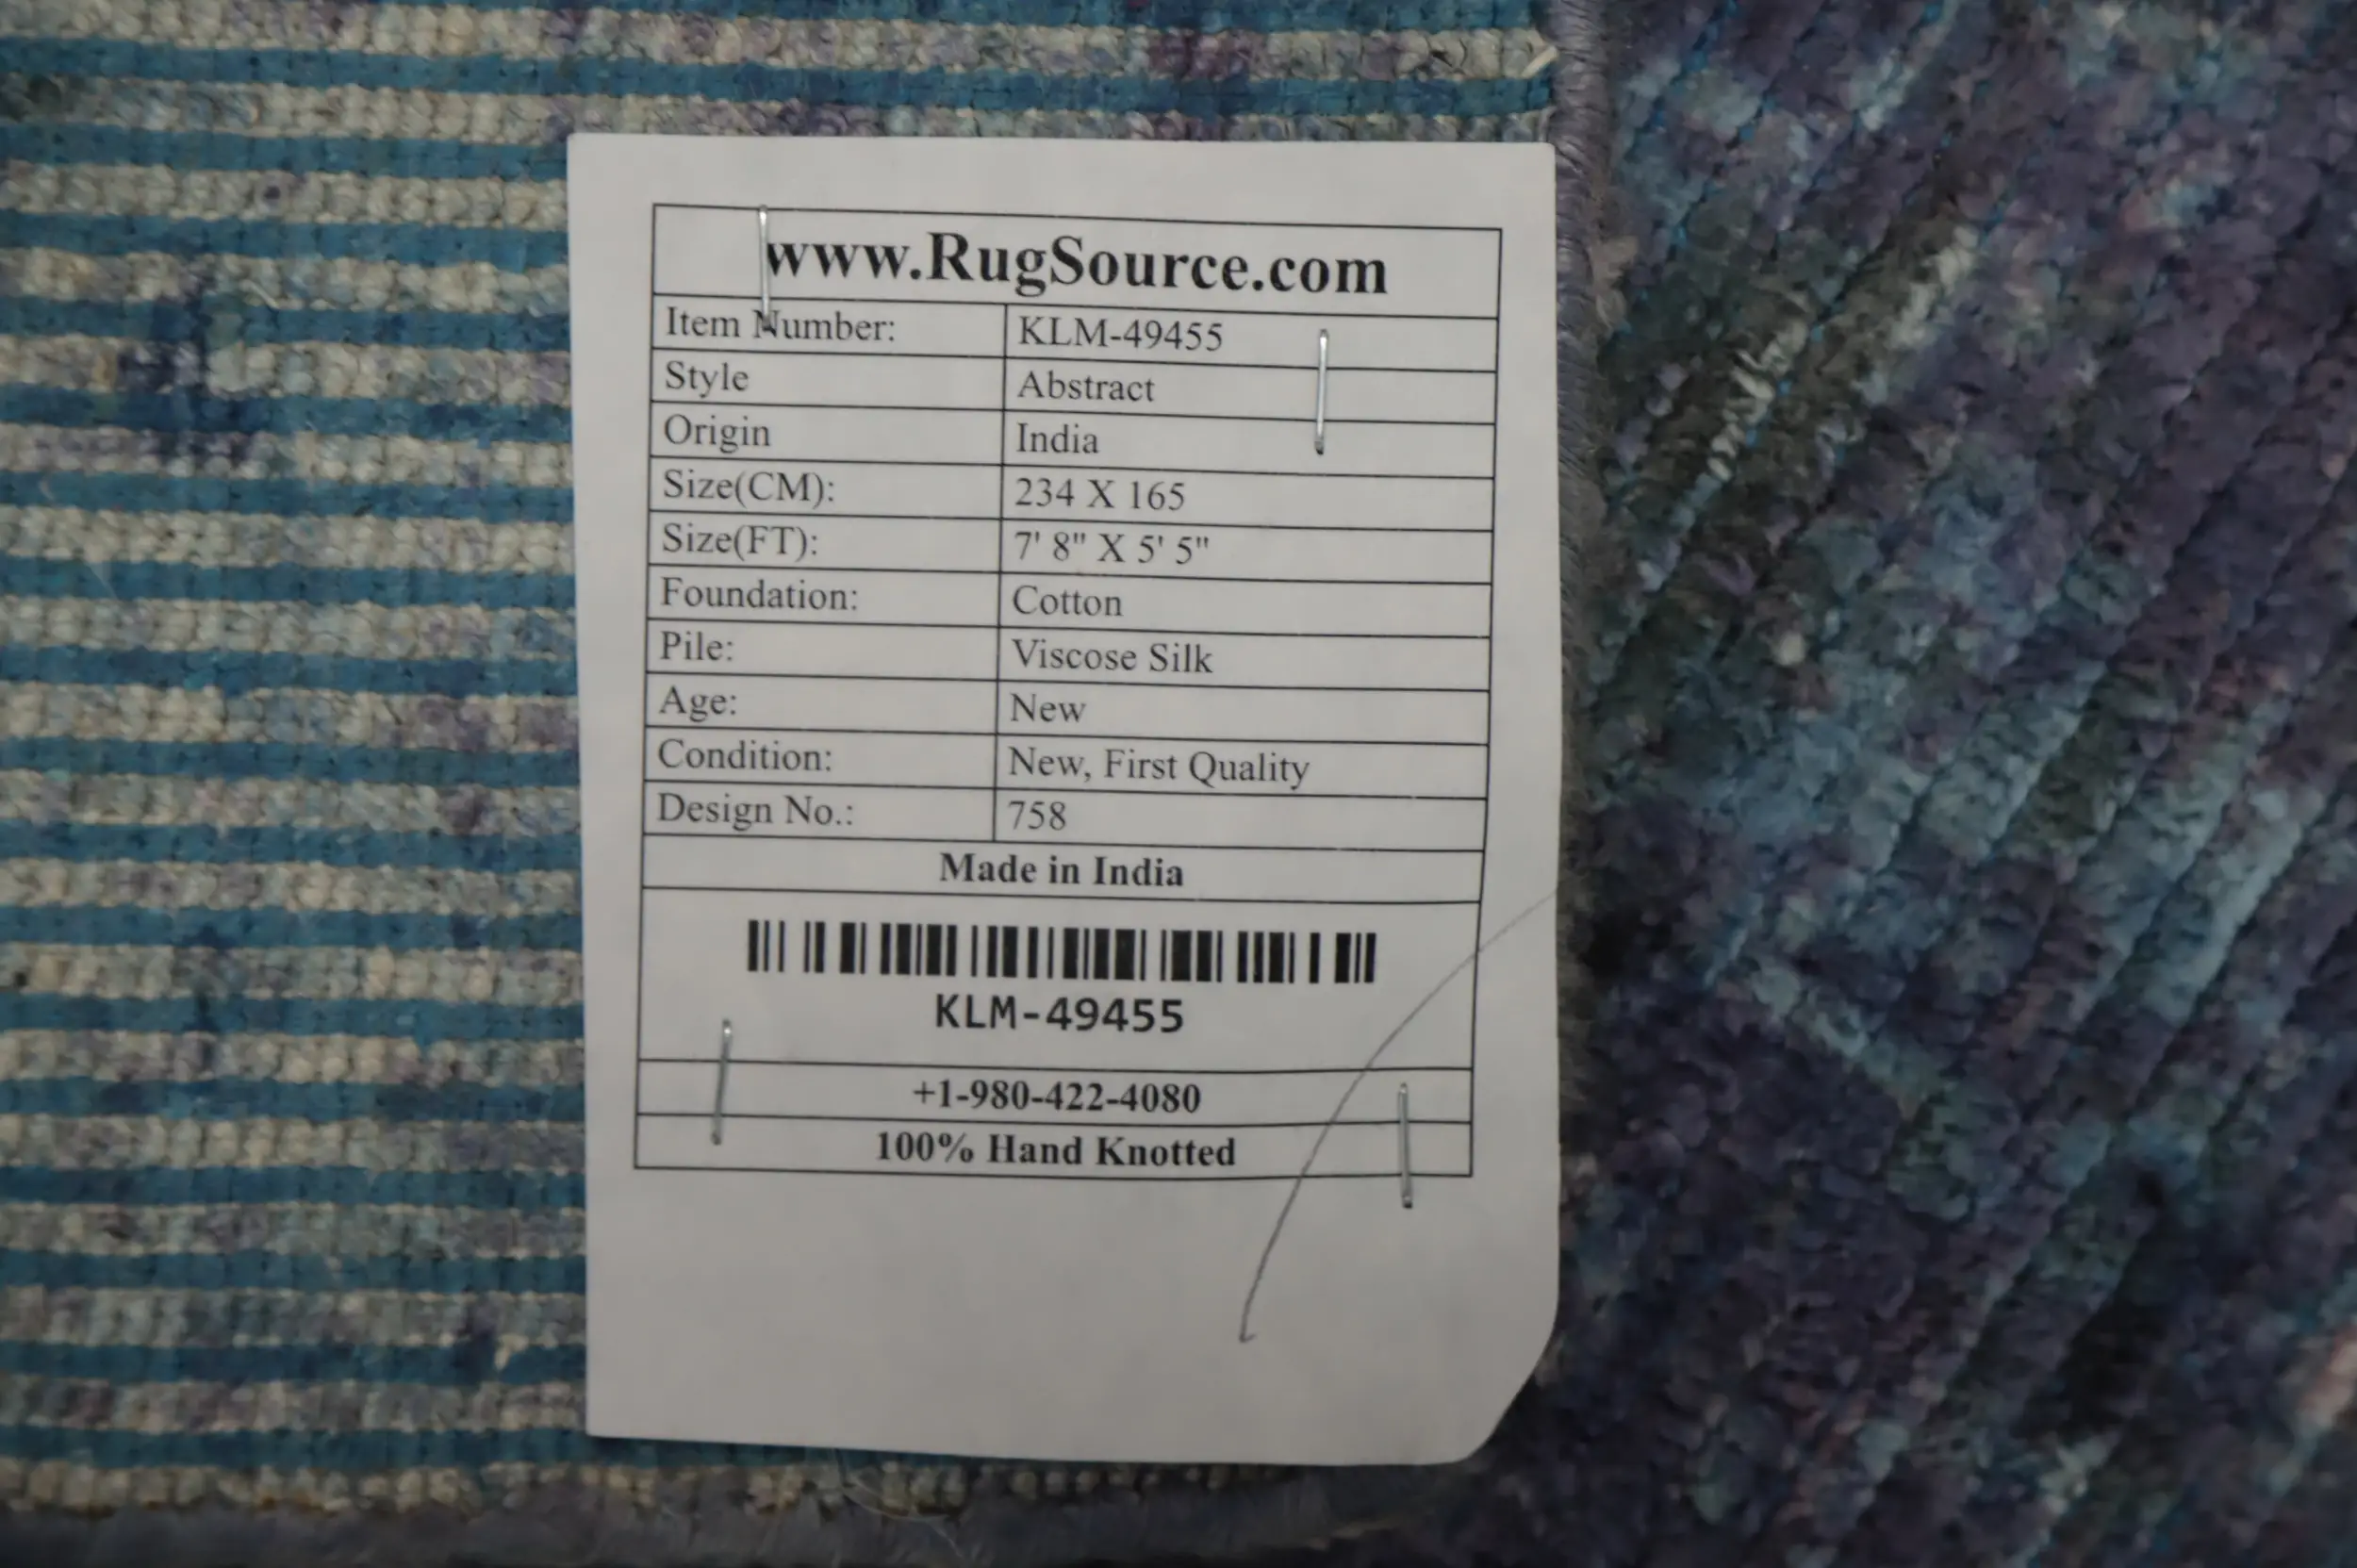 www.RugSource.com
Item Number: KLM-49455
Style Abstract
Origin India
Size(CM): 234 X 165
Size(FT): 7' 8" X 5' 5"
Foundation: Cotton
Pile: Viscose Silk
Age: New
Condition: New, First Quality
Design No.: 758
Made in India
KLM-49455
+1-980-422-4080
100% Hand Knotted